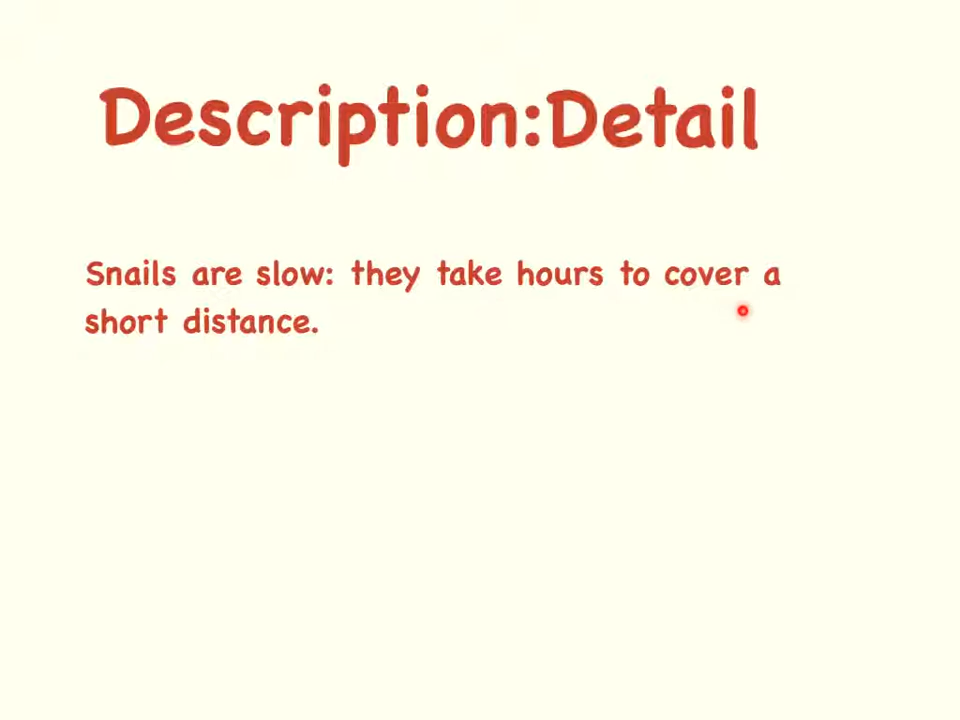 Description:Detail
Snails are slow: they take hours to cover a
short distance.